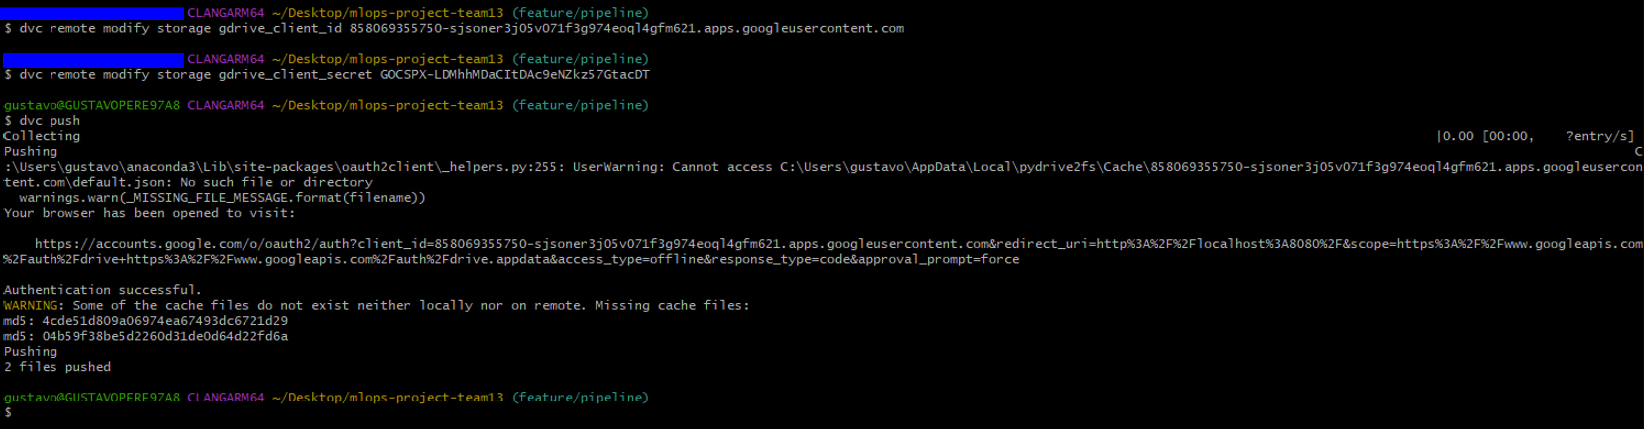 CLANGARM64 ~/Desktop/mlops-project-team13 (feature/pipeline)
$ dvc remote modify storage gdrive_client_id 858069355750-sjsoner3j05v071f3g974eoql4gfm621.apps.googleusercontent.com
CLANGARM64 ~/Desktop/mlops-project-team13 (feature/pipeline)
$ dvc remote modify storage gdrive_client_secret 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
gustavo@GUSTAVOPERE97A8 CLANGARM64 ~/Desktop/mlops-project-team13 (feature/pipeline)
$ dvc push
Collecting |0.00 [00:00, ?entry/s]
Pushing
C
:\Users\gustavo\anaconda3\Lib\site-packages\oauth2client\_helpers.py:255: UserWarning: Cannot access C:\Users\gustavo\AppData\Local\pydrive2fs\Cache\858069355750-sjsoner3j05v071f3g974eoql4gfm621.apps.googleusercon
tent.com\default.json: No such file or directory
warnings.warn(_MISSING_FILE_MESSAGE.format(filename))
Your browser has been opened to visit:
https://accounts.google.com/o/oauth2/auth?client_id=858069355750-sjsoner3j05v071f3g974eoql4gfm621.apps.googleusercontent.com&redirect_uri=http%3A%2F%2Flocalhost%3A8080%2F&scope=https%3A%2F%2Fwww.googleapis.com
%2Fauth%2Fdrive+https%3A%2F%2Fwww.googleapis.com%2Fauth%2Fdrive.appdata&access_type=offline&response_type=code&approval_prompt=force
Authentication successful.
WARNING: Some of the cache files do not exist neither locally nor on remote. Missing cache files:
md5: 4cde51d809a06974ea67493dc6721d29
md5: 04b59f38be5d2260d31de0d64d22fd6a
Pushing
2 files pushed
gustavo@GUSTAVOPERE97A8 CLANGARM64 ~/Desktop/mlops-project-team13 (feature/pipeline)
$